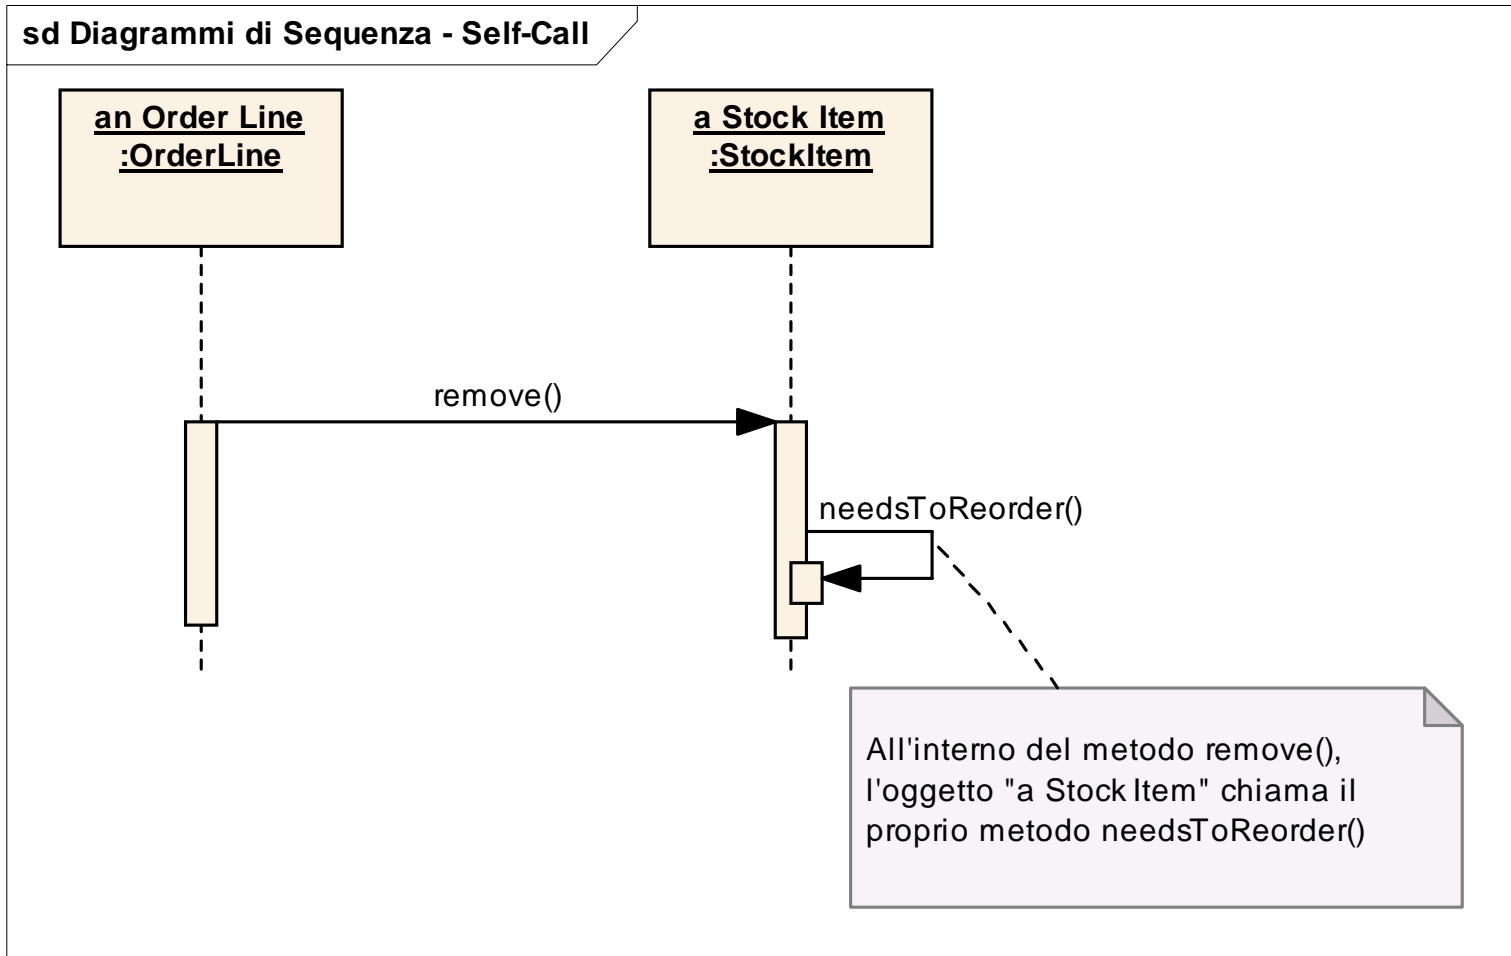 sd Diagrammi di Sequenza - Self-Call
an Order Line
:OrderLine
a Stock Item
:StockItem
remove()
needsToReorder()
All'interno del metodo remove(),
l'oggetto "a Stock Item" chiama il
proprio metodo needsToReorder()